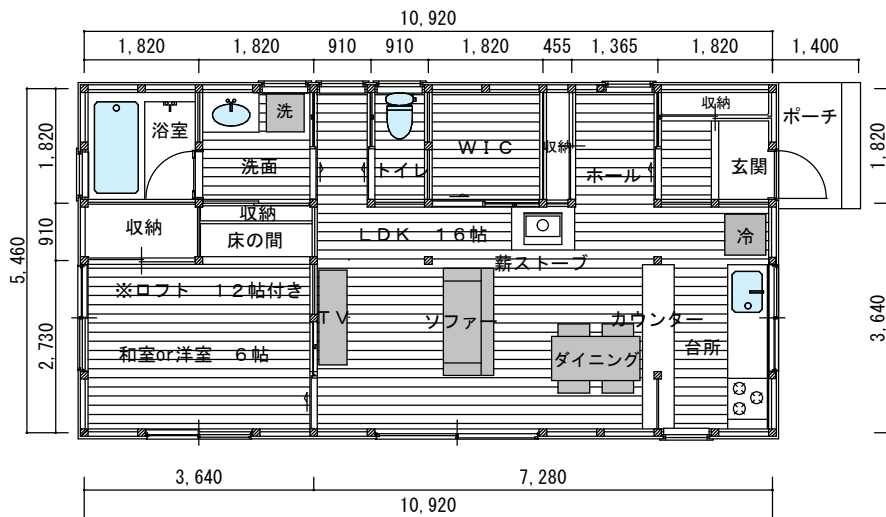 10,920
1,820
1,820
910
910
1,820
455
1,365
1,820
1,400
収納
ポーチ
洗
浴室
WIC
収納
洗面
トイレ
ホール
玄関
1,820
1,820
収納
収納
床の間
LDK 16帖
冷
910
5,460
薪ストーブ
※ロフト 12帖付き
TV
ソファー
カウンター
3,640
2,730
和室or洋室 6帖
ダイニング
台所
3,640
7,280
10,920